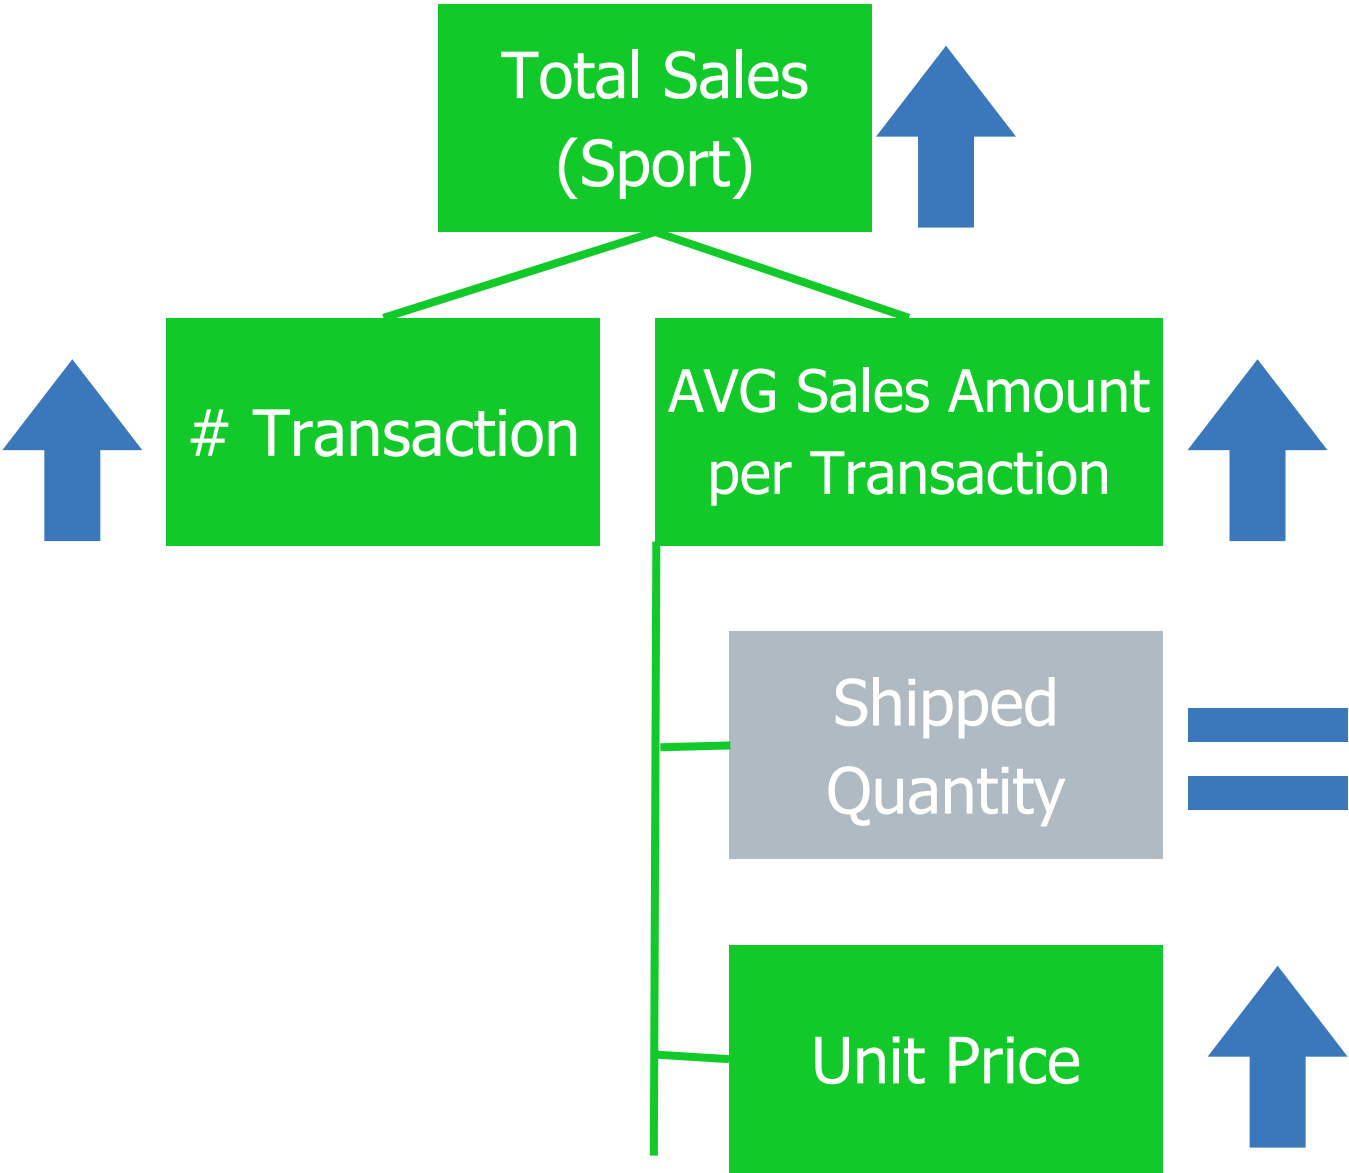 Total Sales
(Sport)
# Transaction
AVG Sales Amount
per Transaction
Shipped
Quantity
Unit Price